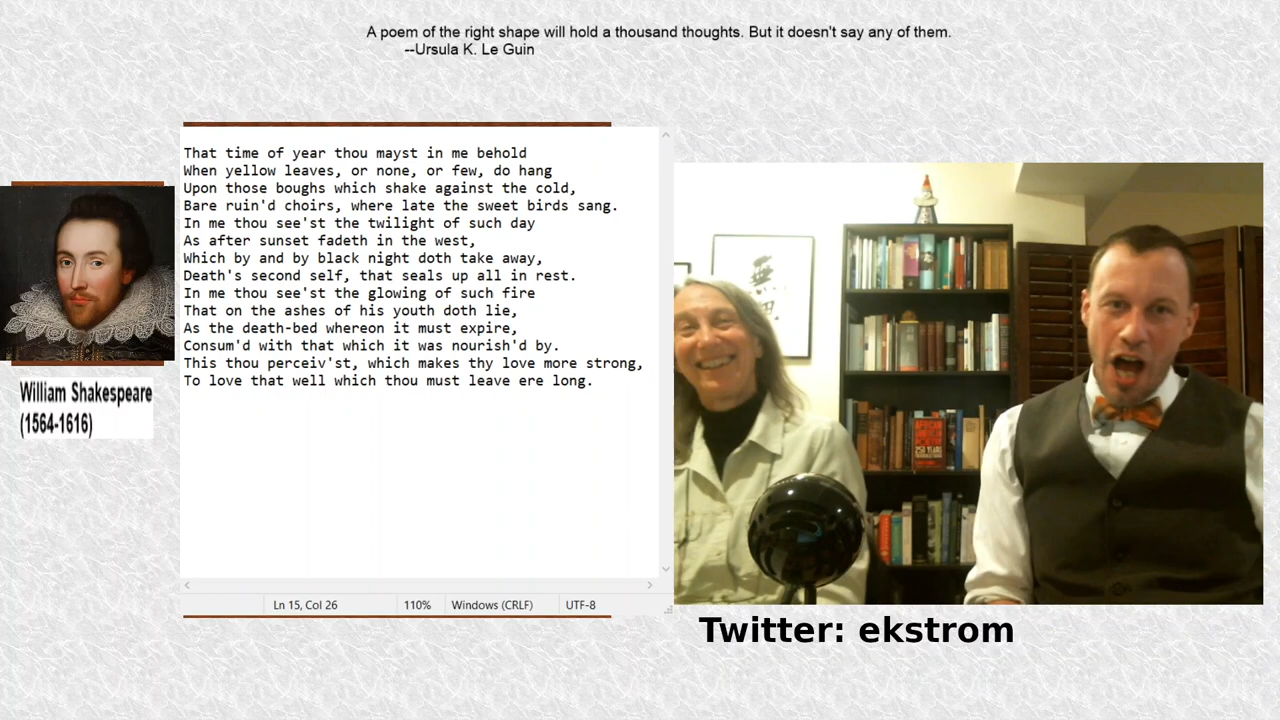 A poem of the right shape will hold a thousand thoughts. But it doesn't say any of them.
--Ursula K. Le Guin
That time of year thou mayst in me behold
When yellow leaves, or none, or few, do hang
Upon those boughs which shake against the cold,
Bare ruin'd choirs, where late the sweet birds sang.
In me thou see'st the twilight of such day
As after sunset fadeth in the west,
Which by and by black night doth take away,
Death's second self, that seals up all in rest.
In me thou see'st the glowing of such fire
That on the ashes of his youth doth lie,
As the death-bed whereon it must expire,
Consum'd with that which it was nourish'd by.
This thou perceiv'st, which makes thy love more strong,
To love that well which thou must leave ere long.
William Shakespeare
(1564-1616)
Ln 15, Col 26 110% Windows (CRLF) UTF-8
AFRICAN
AMERICAN
POETRY
250 YEARS
Twitter: ekstrom